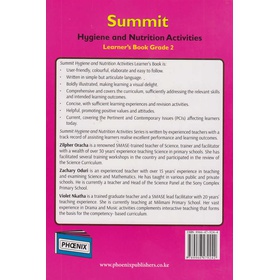 Summit
Hygiene and Nutrition Activities
Learner's Book Grade 2
Summit Hygiene and Nutrition Activities Learner's Book is:
- User-friendly, colourful, elaborate and easy to follow.
- Written in simple but articulate language.
- Boldly illustrated, making learning a visual delight.
- Comprehensive and covers the curriculum, sufficiently addressing the relevant skills
and intended learning outcomes.
- Concise, with sufficient learning experiences and revision activities.
- Helpful, promoting positive values and attitudes.
- Current, covering the Pertinent and Contemporary Issues (PCIs) affecting learners
today.
Summit Hygiene and Nutrition Activities Series is written by experienced teachers with a
track record of assisting learners realise excellent performance and learning outcomes.
Zilpher Oracha is a renowned SMASE trained teacher of Science, trainer and facilitator
with a wealth of over 30 years' experience teaching in primary schools. She has
facilitated several training workshops in the country and participated in the review of
the Science Curriculum.
Zachary Odari is an experienced teacher with over 15 years' experience in teaching
and examining Science and Mathematics. He has taught in various public and private
schools. He is currently a teacher and Head of the Science Panel at the Sony Complex
Primary School.
Violet Nkatha is a trained teacher and SMASE lead facilitator with 20 years' teaching
experience. She is currently teaching at Militmani Primary School. Her vast
experience in Drama and Music activities complements interactive teaching that forms
the basis for the competency-based curriculum.
PHOENIX
www.phoenixpublishers.co.ke